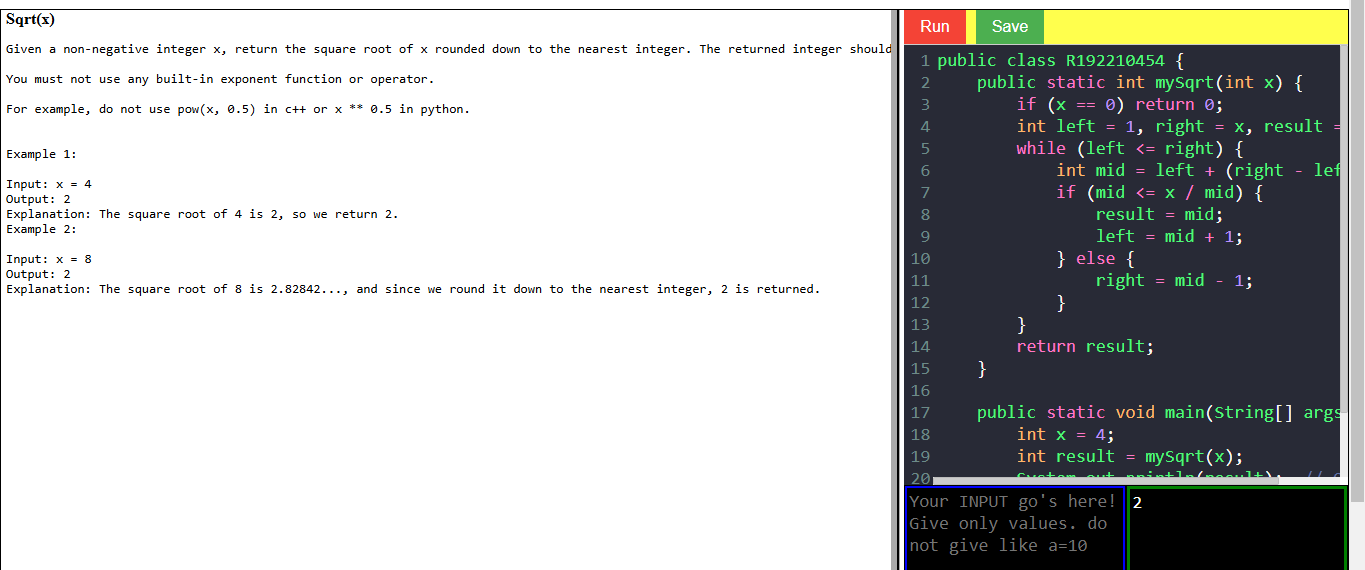 Sqrt(x)
Given a non-negative integer x, return the square root of x rounded down to the nearest integer. The returned integer should
You must not use any built-in exponent function or operator.
For example, do not use pow(x, 0.5) in c++ or x ** 0.5 in python.
Example 1:
Input: x = 4
Output: 2
Explanation: The square root of 4 is 2, so we return 2.
Example 2:
Input: x = 8
Output: 2
Explanation: The square root of 8 is 2.82842..., and since we round it down to the nearest integer, 2 is returned.
Run Save
1 public class R192210454 {
2 public static int mySqrt(int x) {
3 if (x == 0) return 0;
4 int left = 1, right = x, result =
5 while (left <= right) {
6 int mid = left + (right - lef
7 if (mid <= x / mid) {
8 result = mid;
9 left = mid + 1;
10 } else {
11 right = mid - 1;
12 }
13 }
14 return result;
15 }
16
17 public static void main(String[] args
18 int x = 4;
19 int result = mySqrt(x);
20 System.out.println(result); //
Your INPUT go's here!
Give only values. do
not give like a=10
2